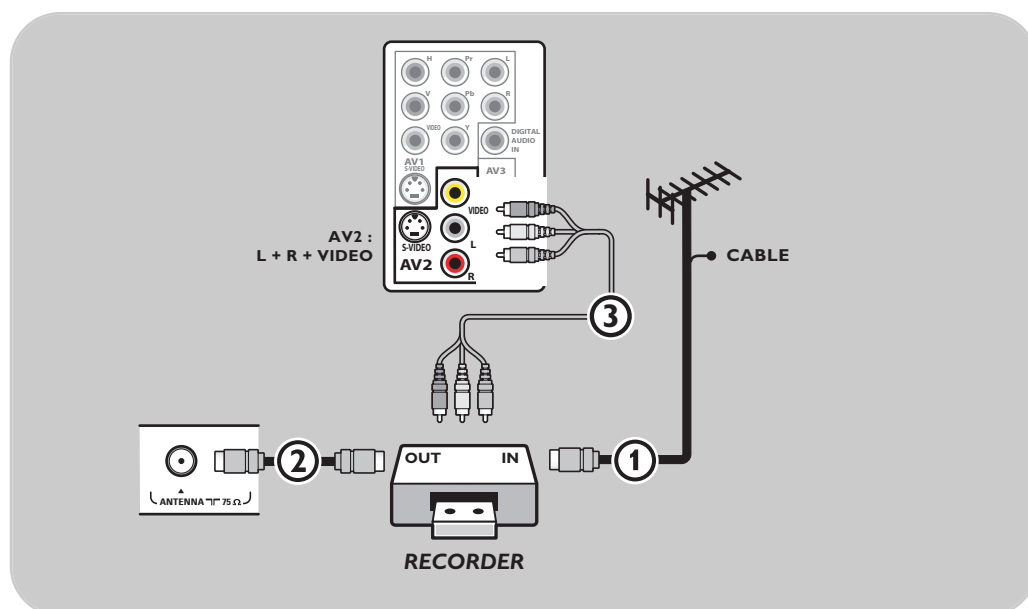 H
Pr
L
V
Pb
R
VIDEO
Y
DIGITAL
AUDIO
IN
AV1
S-VIDEO
AV3
VIDEO
S-VIDEO
L
AV2
R
AV2 :
L + R + VIDEO
CABLE
3
OUT
IN
2
1
ANTENNA 75 Ω
RECORDER